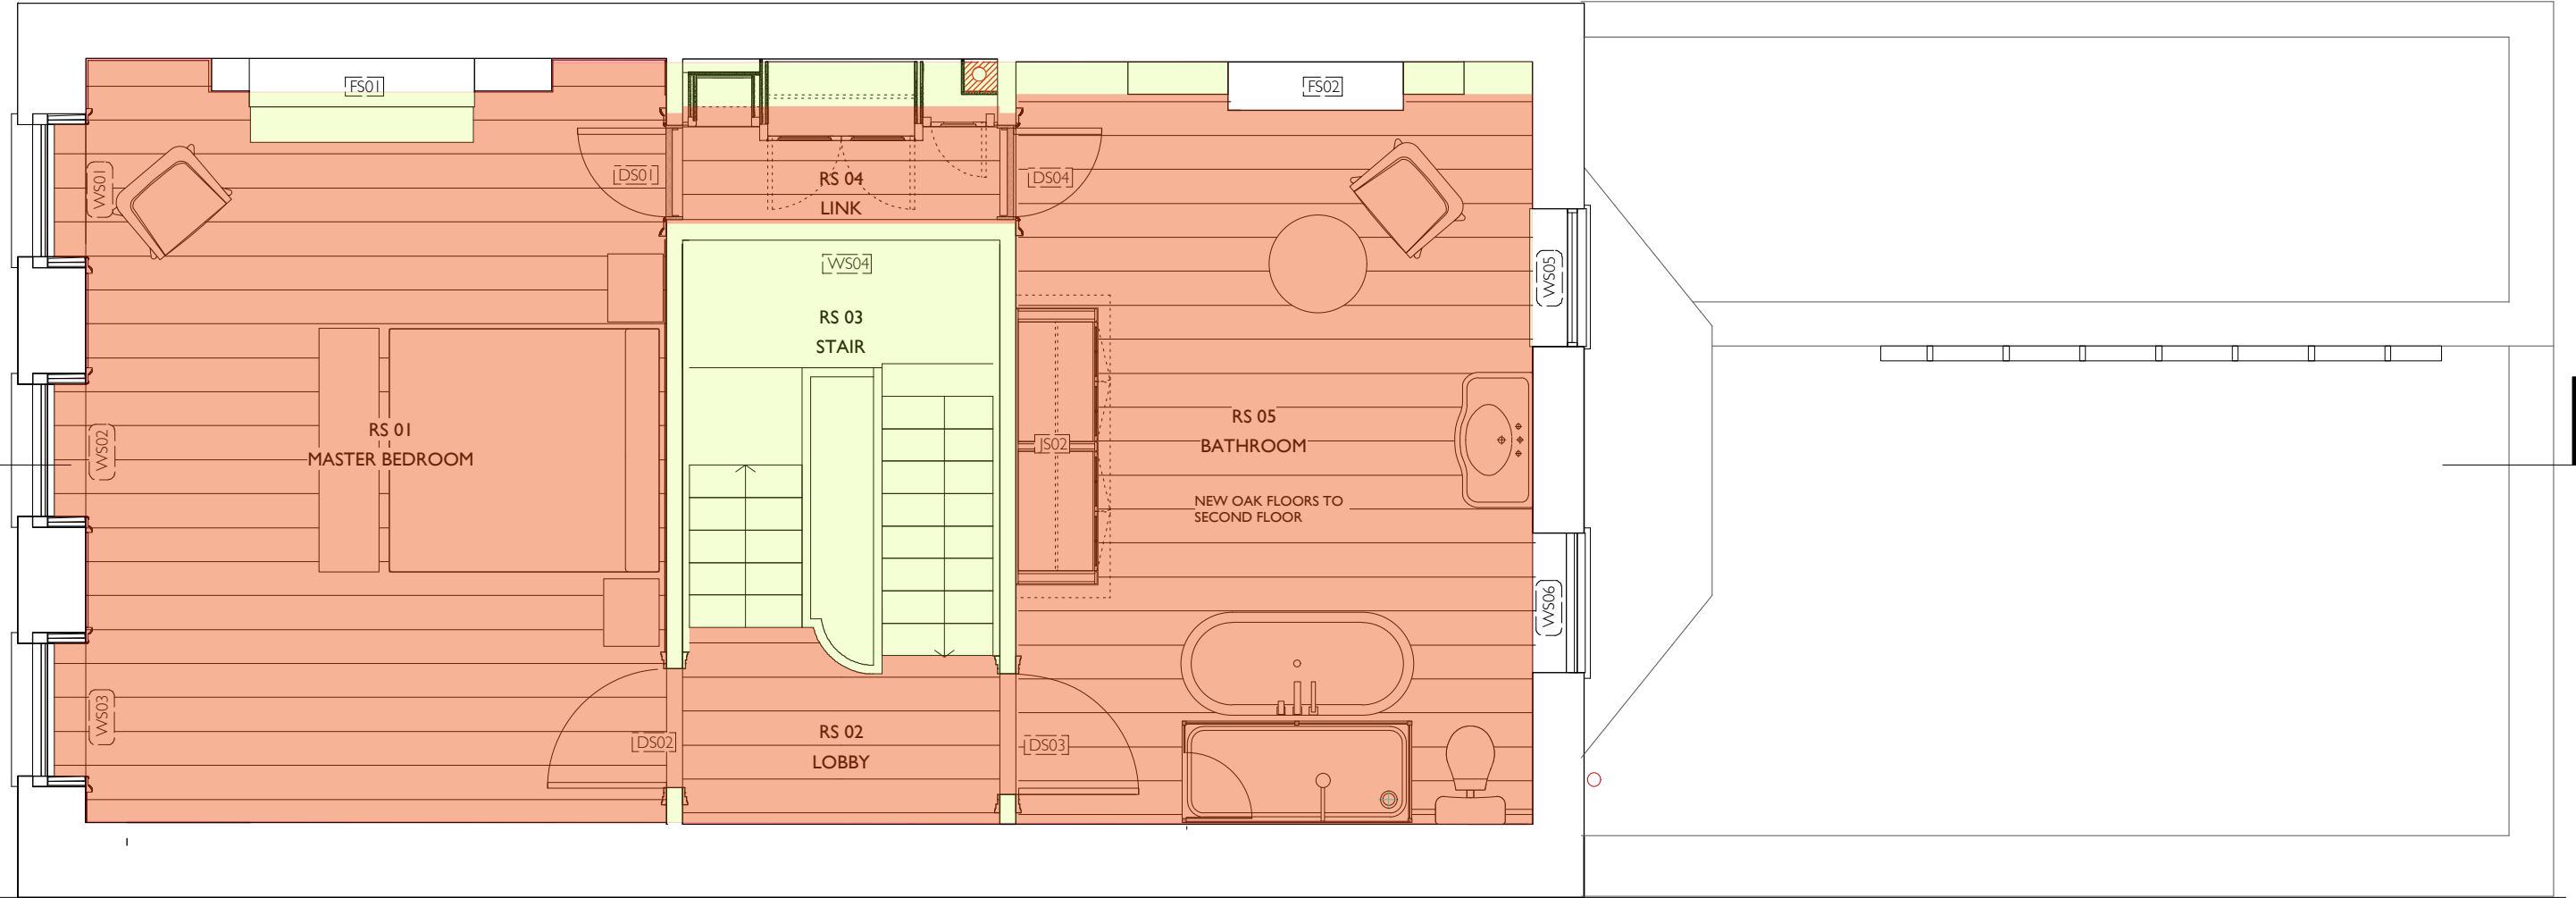 FS01
FS02
WS01
DS01
RS 04
LINK
DS04
WS04
WS05
RS 03
STAIR
RS 01
MASTER BEDROOM
WS02
JS02
RS 05
BATHROOM
NEW OAK FLOORS TO
SECOND FLOOR
WS06
WS03
DS02
RS 02
LOBBY
DS03